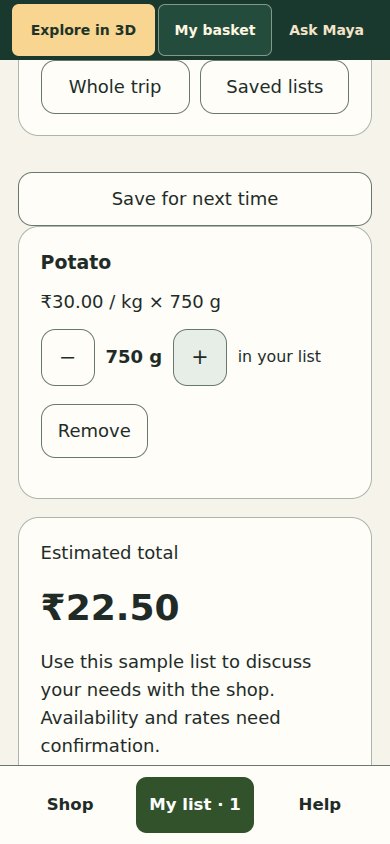 Explore in 3D My basket Ask Maya
Whole trip Saved lists
Save for next time
Potato
₹30.00 / kg × 750 g
− 750 g + in your list
Remove
Estimated total
₹22.50
Use this sample list to discuss
your needs with the shop.
Availability and rates need
confirmation.
Shop My list · 1 Help